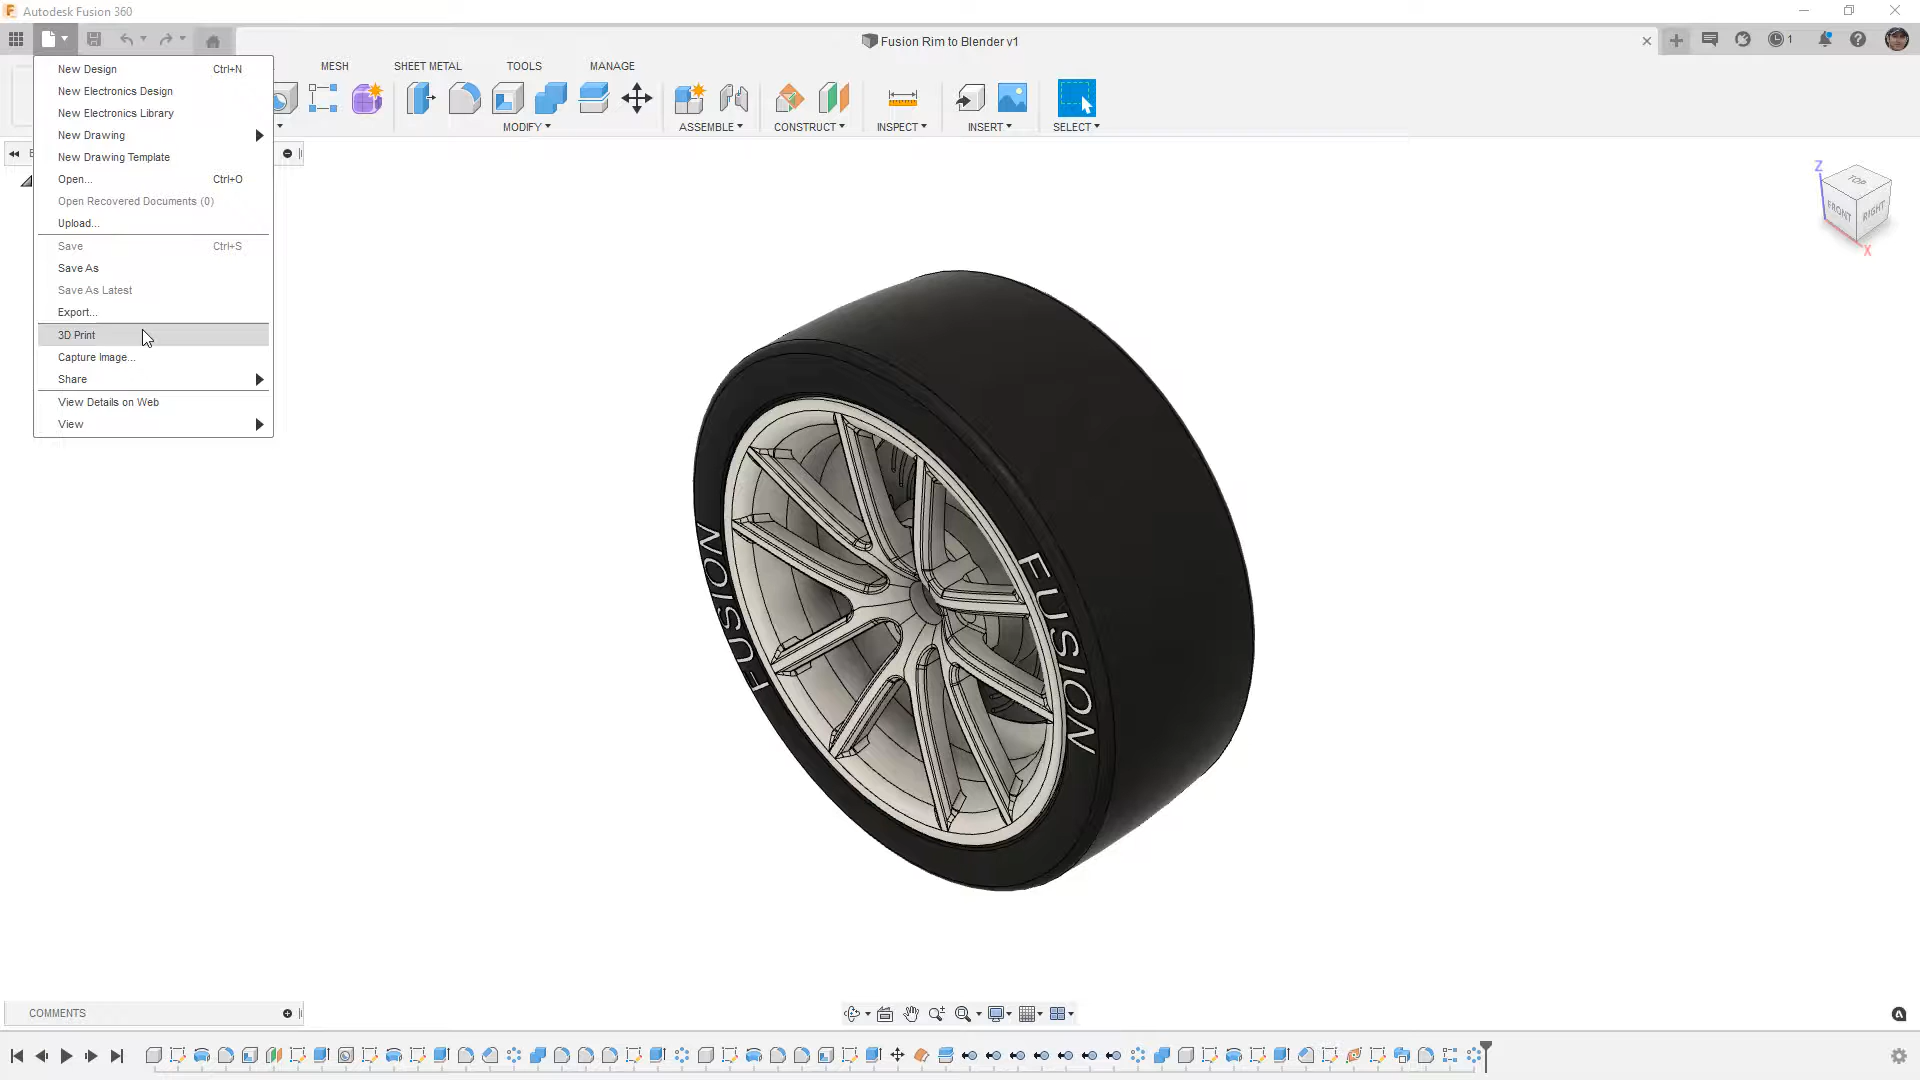 Autodesk Fusion 360
Fusion Rim to Blender v1
1
MESH
SHEET METAL
TOOLS
MANAGE
MODIFY
ASSEMBLE
CONSTRUCT
INSPECT
INSERT
SELECT
New Design Ctrl+N
New Electronics Design
New Electronics Library
New Drawing
New Drawing Template
Open... Ctrl+O
Open Recovered Documents (0)
Upload...
Save Ctrl+S
Save As
Save As Latest
Export...
3D Print
Capture Image...
Share
View Details on Web
View
Z
TOP
FRONT
RIGHT
X
FUSION
FUSION
COMMENTS